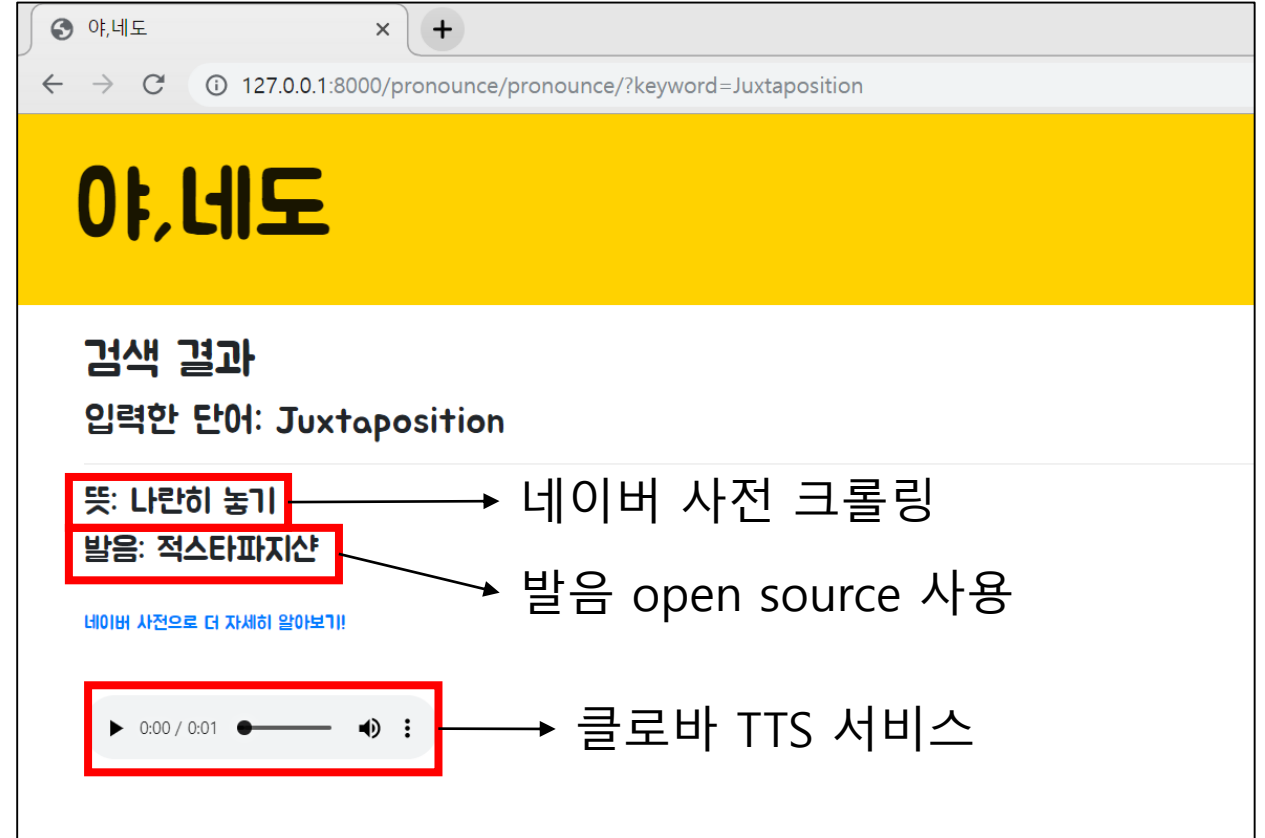 야,네도
127.0.0.1:8000/pronounce/pronounce/?keyword=Juxtaposition
야,네도
검색 결과
입력한 단어: Juxtaposition
뜻: 나란히 놓기
네이버 사전 크롤링
발음: 적스타파지샨
발음 open source 사용
네이버 사전으로 더 자세히 알아보기!
0:00 / 0:01
클로바 TTS 서비스